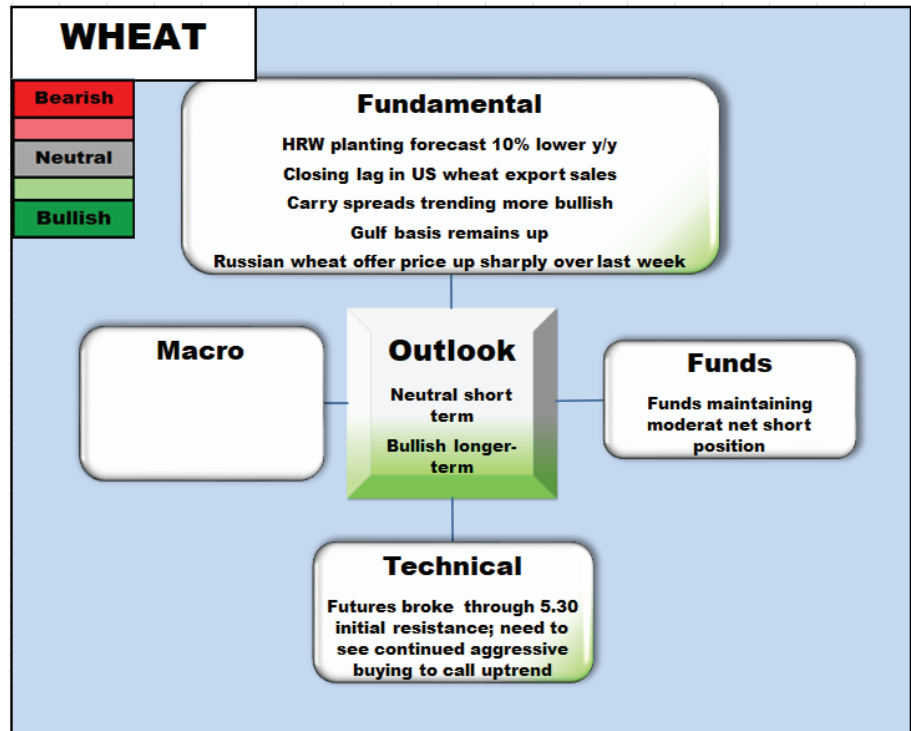 WHEAT
Bearish
Neutral
Bullish
Fundamental
HRW planting forecast 10% lower y/y
Closing lag in US wheat export sales
Carry spreads trending more bullish
Gulf basis remains up
Russian wheat offer price up sharply over last week
Macro
Outlook
Neutral short
term
Bullish longer-
term
Funds
Funds maintaining
moderat net short
position
Technical
Futures broke through 5.30
initial resistance; need to
see continued aggressive
buying to call uptrend